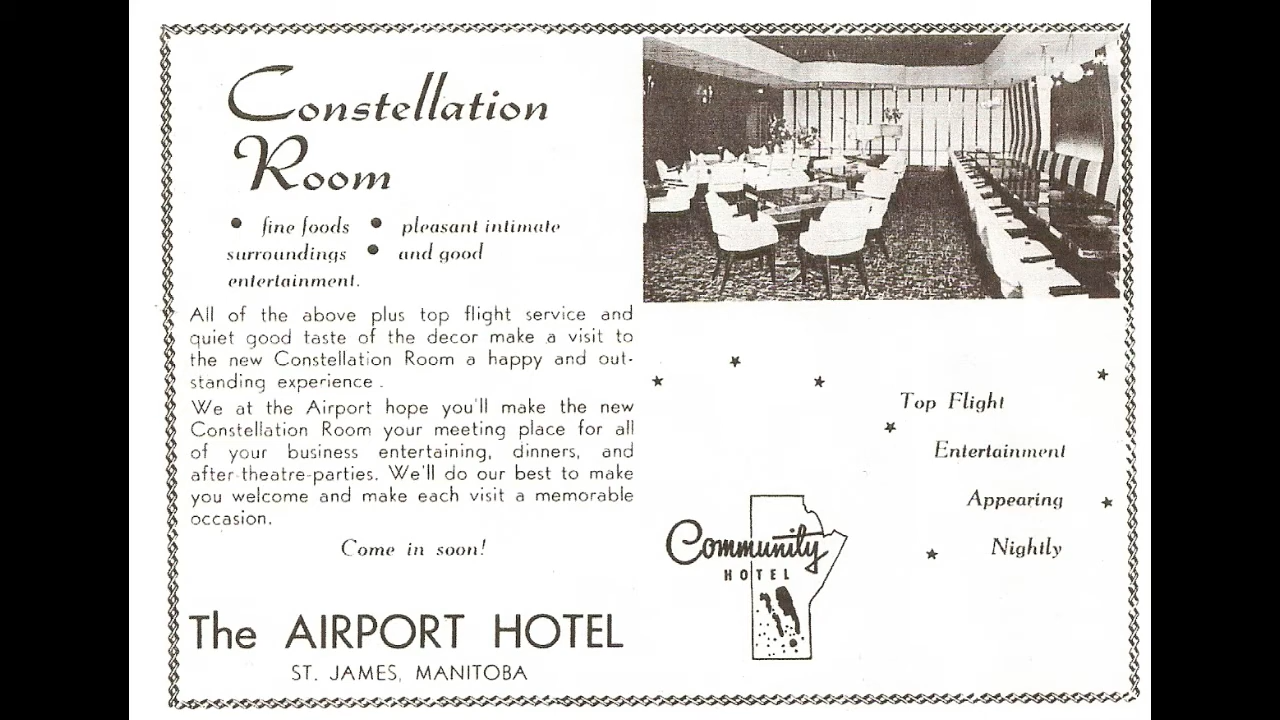 Constellation
Room
• fine foods • pleasant intimate
surroundings • and good
entertainment.
All of the above plus top flight service and
quiet good taste of the decor make a visit to
the new Constellation Room a happy and out-
standing experience.
We at the Airport hope you'll make the new
Constellation Room your meeting place for all
of your business entertaining, dinners, and
after-theatre-parties. We'll do our best to make
you welcome and make each visit a memorable
occasion.
Come in soon!
The AIRPORT HOTEL
ST. JAMES, MANITOBA
Top Flight
Entertainment
Appearing
Nightly
Community
HOTEL